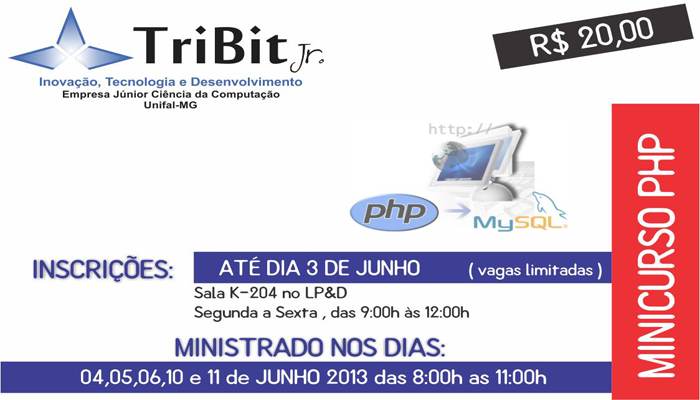 TriBit Jr.
Inovação, Tecnologia e Desenvolvimento
Empresa Júnior Ciência da Computação
Unifal-MG
R$ 20,00
http://
php
MySQL
MINICURSO PHP
INSCRIÇÕES: ATÉ DIA 3 DE JUNHO ( vagas limitadas )
Sala K-204 no LP&D
Segunda a Sexta , das 9:00h às 12:00h
MINISTRADO NOS DIAS:
04,05,06,10 e 11 de JUNHO 2013 das 8:00h as 11:00h